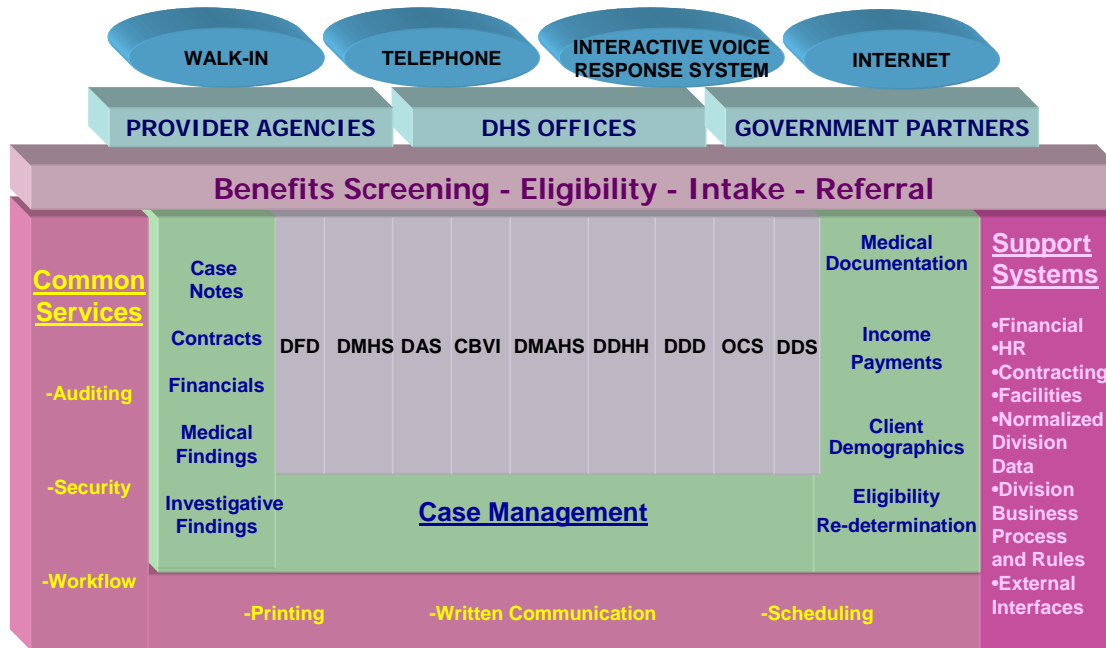 WALK-IN
TELEPHONE
INTERACTIVE VOICE
RESPONSE SYSTEM
INTERNET
PROVIDER AGENCIES
DHS OFFICES
GOVERNMENT PARTNERS
Benefits Screening - Eligibility - Intake - Referral
Common
Services
-Auditing
-Security
-Workflow
Case
Notes
Contracts
Financials
Medical
Findings
Investigative
Findings
DFD
DMHS
DAS
CBVI
DMAHS
DDHH
DDD
OCS
DDS
Case Management
Medical
Documentation
Income
Payments
Client
Demographics
Eligibility
Re-determination
Support
Systems
•Financial
•HR
•Contracting
•Facilities
•Normalized
Division
Data
•Division
Business
Process
and Rules
•External
Interfaces
-Printing
-Written Communication
-Scheduling